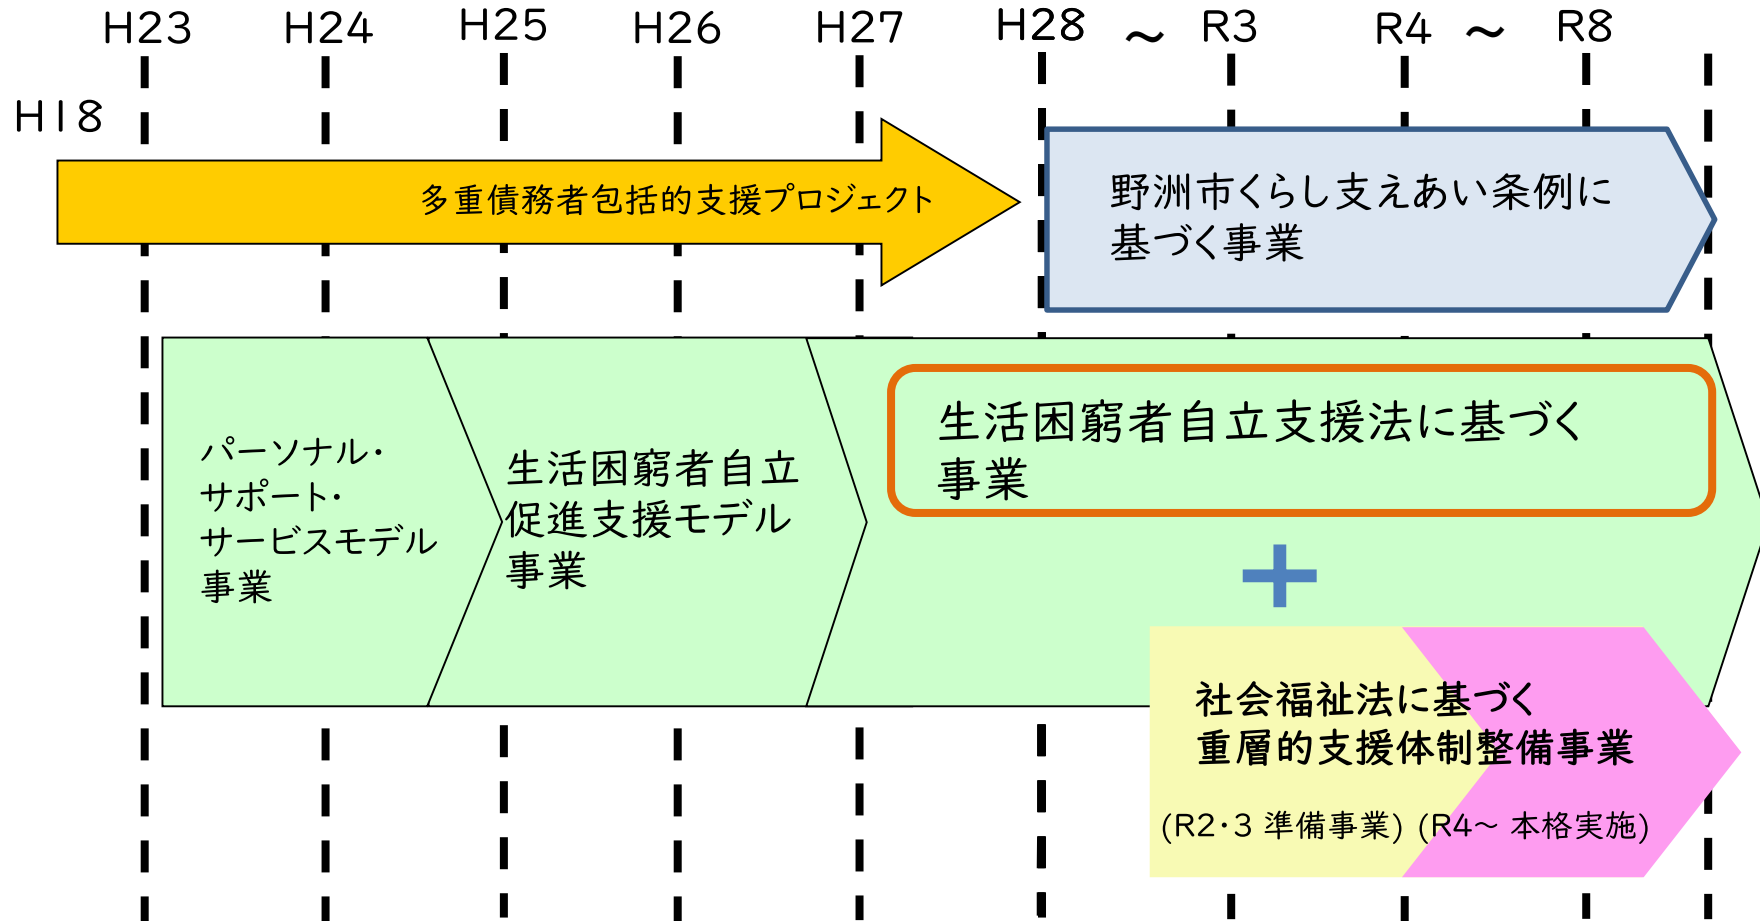 H23 H24 H25 H26 H27 H28 ～ R3 R4 ～ R8
H18
多重債務者包括的支援プロジェクト
野洲市くらし支えあい条例に
基づく事業
パーソナル・
サポート・
サービスモデル
事業
生活困窮者自立
促進支援モデル
事業
生活困窮者自立支援法に基づく
事業
+
社会福祉法に基づく
重層的支援体制整備事業
(R2・3 準備事業) (R4～ 本格実施)